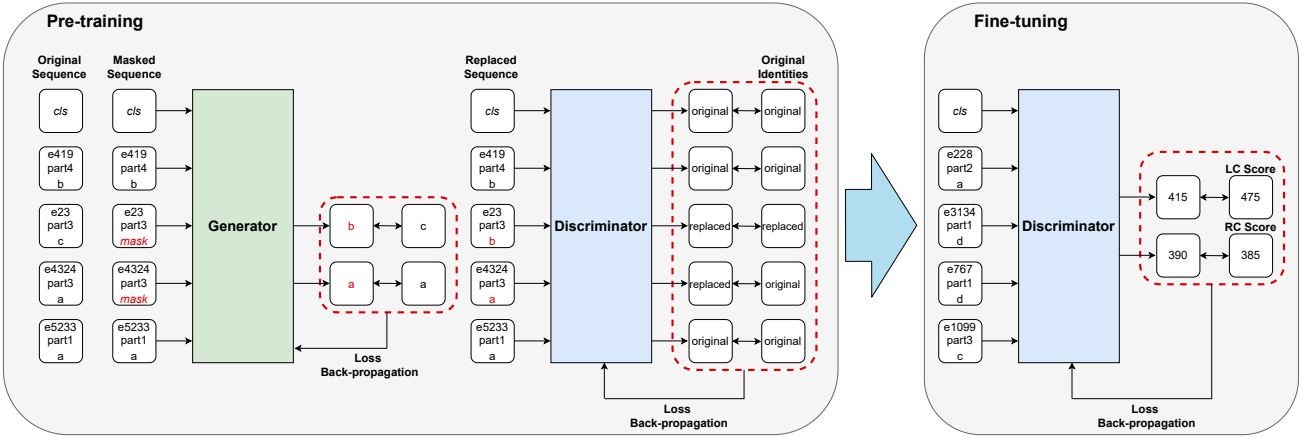 Pre-training
Original
Sequence
Masked
Sequence
cls
cls
e419
part4
b
e419
part4
b
e23
part3
c
e23
part3
mask
e4324
part3
a
e4324
part3
mask
e5233
part1
a
e5233
part1
a
Generator
b
c
a
a
Loss
Back-propagation
Replaced
Sequence
cls
e419
part4
b
e23
part3
b
e4324
part3
a
e5233
part1
a
Discriminator
Original
Identities
original
original
original
original
replaced
replaced
replaced
original
original
original
Loss
Back-propagation
Fine-tuning
cls
e228
part2
a
e3134
part1
d
e767
part1
d
e1099
part3
c
Discriminator
LC Score
415
475
RC Score
390
385
Loss
Back-propagation